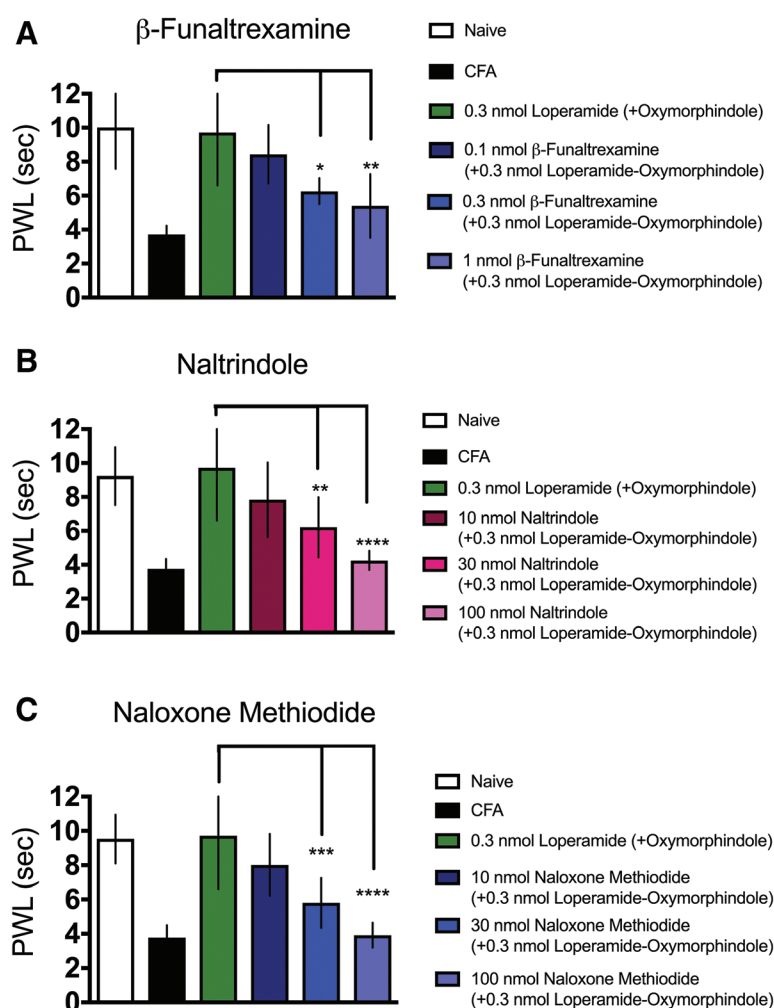 A
β-Funaltrexamine
PWL (sec)
12
10
8
6
4
2
0
*
**
Naive
CFA
0.3 nmol Loperamide (+Oxymorphindole)
0.1 nmol β-Funaltrexamine
(+0.3 nmol Loperamide-Oxymorphindole)
0.3 nmol β-Funaltrexamine
(+0.3 nmol Loperamide-Oxymorphindole)
1 nmol β-Funaltrexamine
(+0.3 nmol Loperamide-Oxymorphindole)
B
Naltrindole
PWL (sec)
12
10
8
6
4
2
0
**
****
Naive
CFA
0.3 nmol Loperamide (+Oxymorphindole)
10 nmol Naltrindole
(+0.3 nmol Loperamide-Oxymorphindole)
30 nmol Naltrindole
(+0.3 nmol Loperamide-Oxymorphindole)
100 nmol Naltrindole
(+0.3 nmol Loperamide-Oxymorphindole)
C
Naloxone Methiodide
PWL (sec)
12
10
8
6
4
2
0
***
****
Naive
CFA
0.3 nmol Loperamide (+Oxymorphindole)
10 nmol Naloxone Methiodide
(+0.3 nmol Loperamide-Oxymorphindole)
30 nmol Naloxone Methiodide
(+0.3 nmol Loperamide-Oxymorphindole)
100 nmol Naloxone Methiodide
(+0.3 nmol Loperamide-Oxymorphindole)